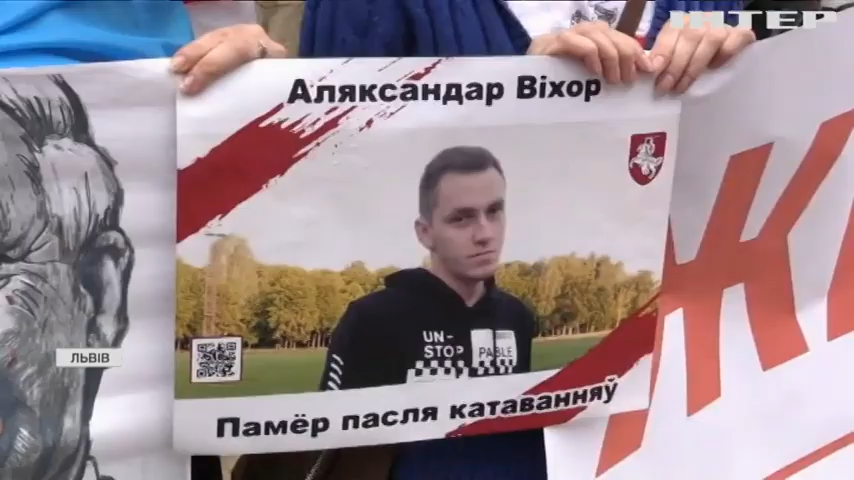 ІНТЕР
Аляксандар Віхор
UN-
STOP PABLE
ЛЬВІВ
Памёр пасля катаванняў
Ж